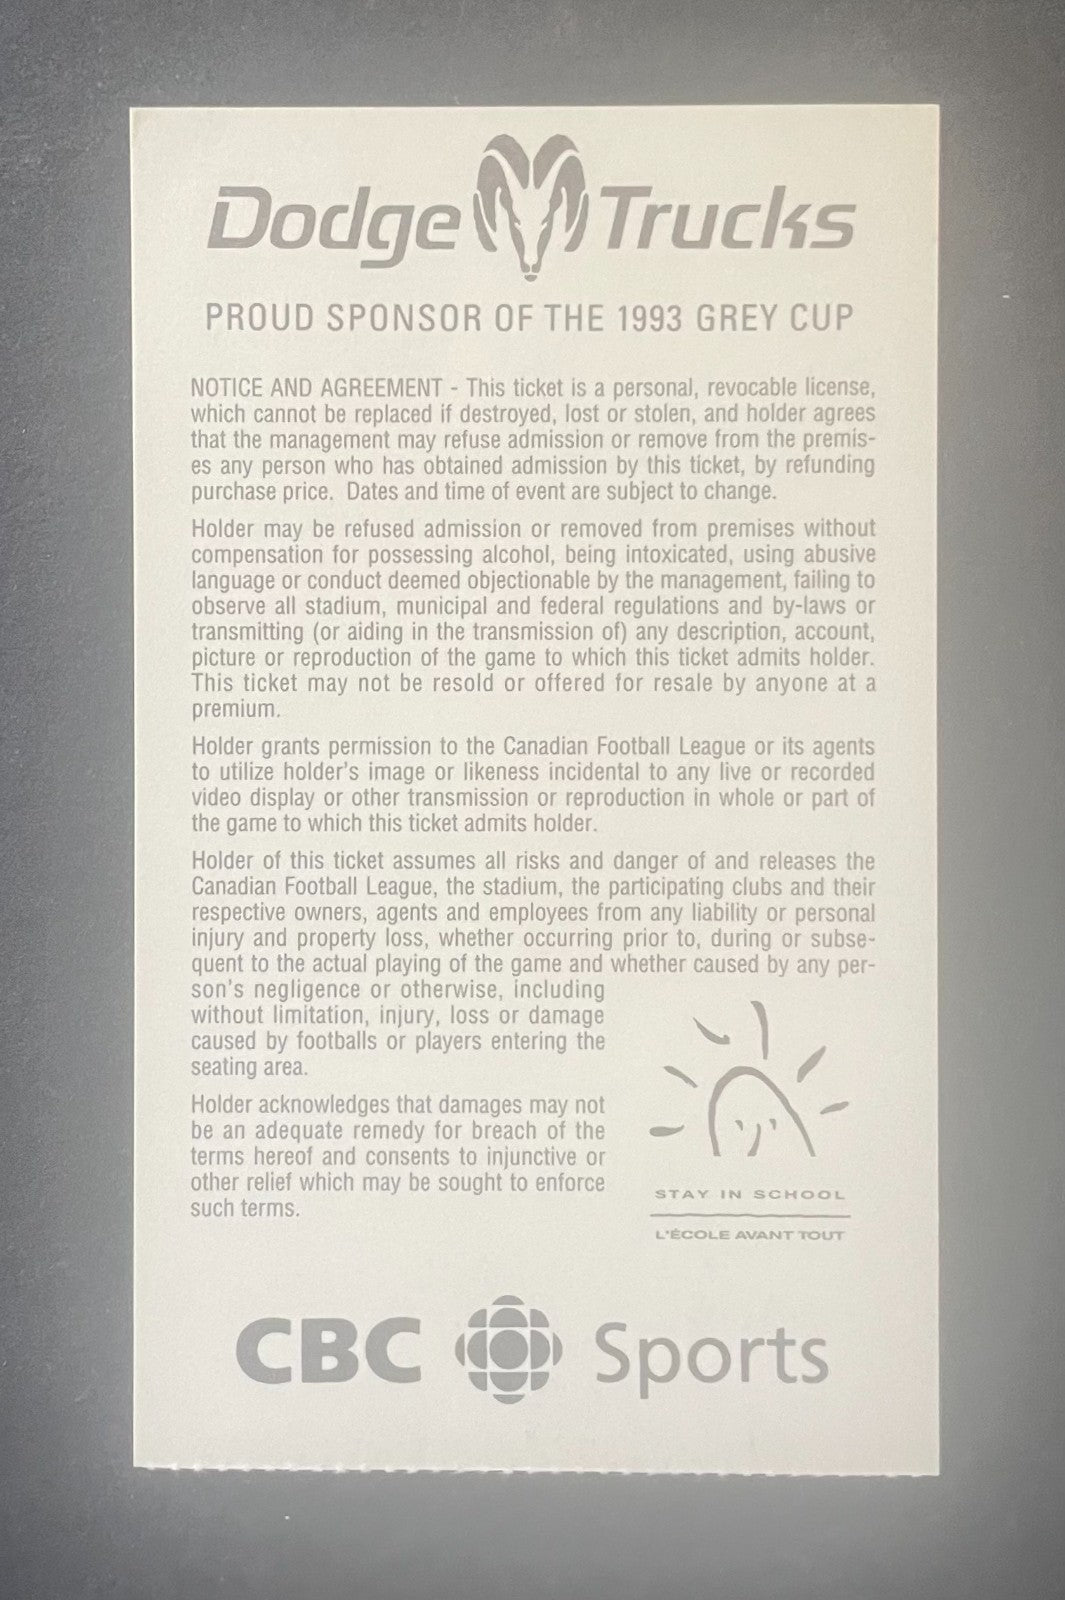 Dodge Trucks
PROUD SPONSOR OF THE 1993 GREY CUP
NOTICE AND AGREEMENT - This ticket is a personal, revocable license,
which cannot be replaced if destroyed, lost or stolen, and holder agrees
that the management may refuse admission or remove from the premis-
es any person who has obtained admission by this ticket, by refunding
purchase price. Dates and time of event are subject to change.
Holder may be refused admission or removed from premises without
compensation for possessing alcohol, being intoxicated, using abusive
language or conduct deemed objectionable by the management, failing to
observe all stadium, municipal and federal regulations and by-laws or
transmitting (or aiding in the transmission of) any description, account,
picture or reproduction of the game to which this ticket admits holder.
This ticket may not be resold or offered for resale by anyone at a
premium.
Holder grants permission to the Canadian Football League or its agents
to utilize holder's image or likeness incidental to any live or recorded
video display or other transmission or reproduction in whole or part of
the game to which this ticket admits holder.
Holder of this ticket assumes all risks and danger of and releases the
Canadian Football League, the stadium, the participating clubs and their
respective owners, agents and employees from any liability or personal
injury and property loss, whether occurring prior to, during or subse-
quent to the actual playing of the game and whether caused by any per-
son's negligence or otherwise, including
without limitation, injury, loss or damage
caused by footballs or players entering the
seating area.
Holder acknowledges that damages may not
be an adequate remedy for breach of the
terms hereof and consents to injunctive or
other relief which may be sought to enforce
such terms.
STAY IN SCHOOL
L'ÉCOLE AVANT TOUT
CBC Sports